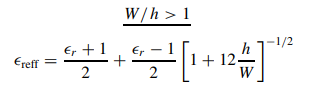 W/h > 1
ϵreff = ϵr + 1 / 2 + ϵr − 1 / 2 [1 + 12 h / W]−1/2